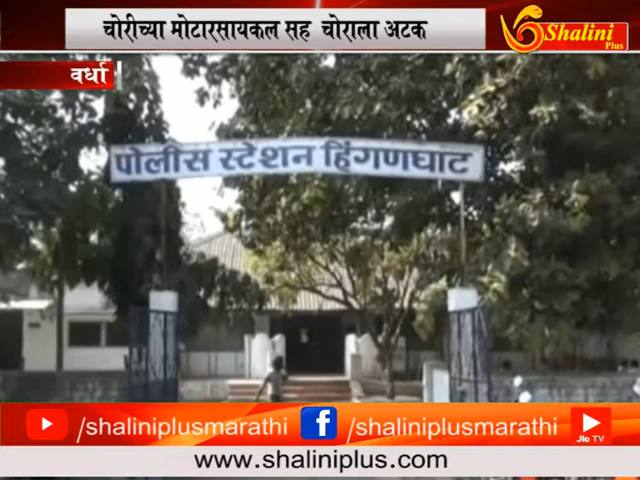 चोरीच्या मोटारसायकल सह चोराला अटक
Shalini
Plus
वर्धा
पोलीस स्टेशन हिंगणघाट
/shaliniplusmarathi
/shaliniplusmarathi
Jio TV
www.shaliniplus.com